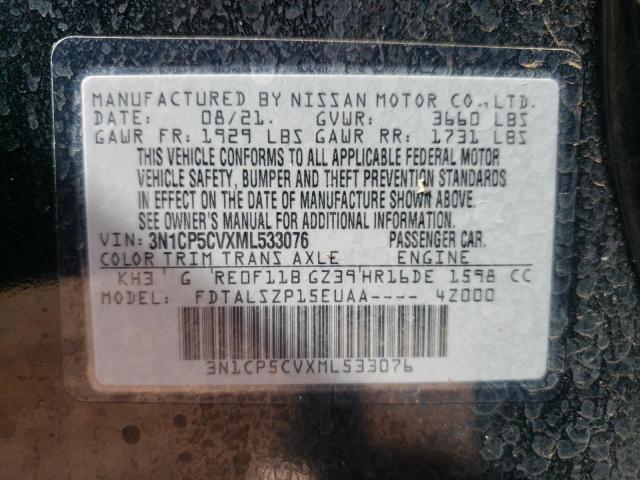 MANUFACTURED BY NISSAN MOTOR CO.,LTD.
DATE: 08/21. GVWR: 3660 LBS
GAWR FR: 1929 LBS GAWR RR: 1731 LBS
THIS VEHICLE CONFORMS TO ALL APPLICABLE FEDERAL MOTOR
VEHICLE SAFETY, BUMPER AND THEFT PREVENTION STANDARDS
IN EFFECT ON THE DATE OF MANUFACTURE SHOWN ABOVE.
SEE OWNER'S MANUAL FOR ADDITIONAL INFORMATION.
VIN: 3N1CP5CVXML533076 PASSENGER CAR.
COLOR TRIM TRANS AXLE ENGINE
KH3 G RE0F11B GZ39 HR16DE 1598 CC
MODEL: FDTALSZP15EUAA---- 4Z000
3N1CP5CVXML533076